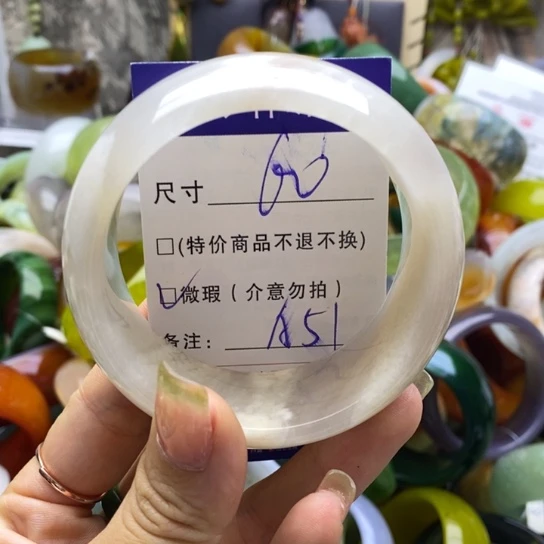 尺寸 60
□(特价商品不退不换)
☑微瑕(介意勿拍)
备注: A51